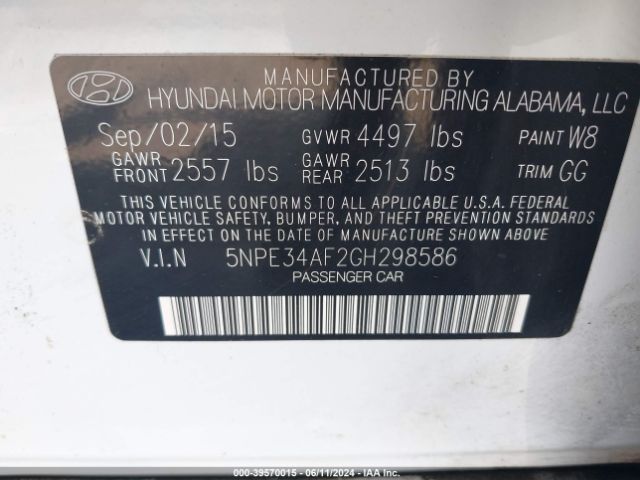 MANUFACTURED BY
HYUNDAI MOTOR MANUFACTURING ALABAMA, LLC
Sep/02/15 GVWR 4497 lbs PAINT W8
GAWR FRONT 2557 lbs GAWR REAR 2513 lbs TRIM GG
THIS VEHICLE CONFORMS TO ALL APPLICABLE U.S.A. FEDERAL
MOTOR VEHICLE SAFETY, BUMPER, AND THEFT PREVENTION STANDARDS
IN EFFECT ON THE DATE OF MANUFACTURE SHOWN ABOVE.
V.I.N 5NPE34AF2GH298586
PASSENGER CAR
000-39570015 - 06/11/2024 - IAA Inc.